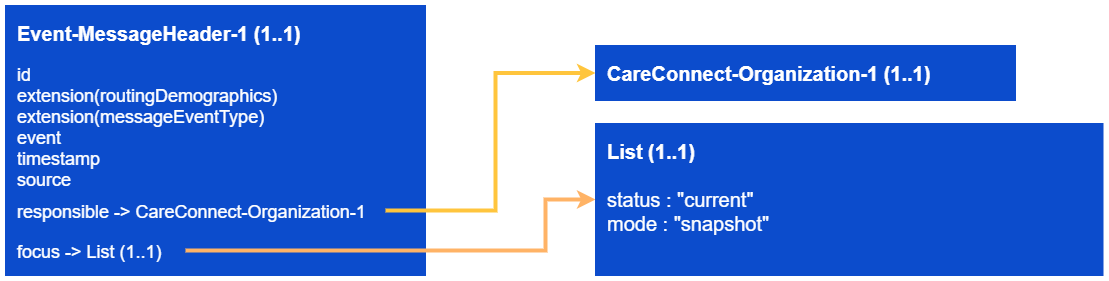 Event-MessageHeader-1 (1..1)
id
extension(routingDemographics)
extension(messageEventType)
event
timestamp
source
responsible -> CareConnect-Organization-1
focus -> List (1..1)
CareConnect-Organization-1 (1..1)
List (1..1)
status : "current"
mode : "snapshot"